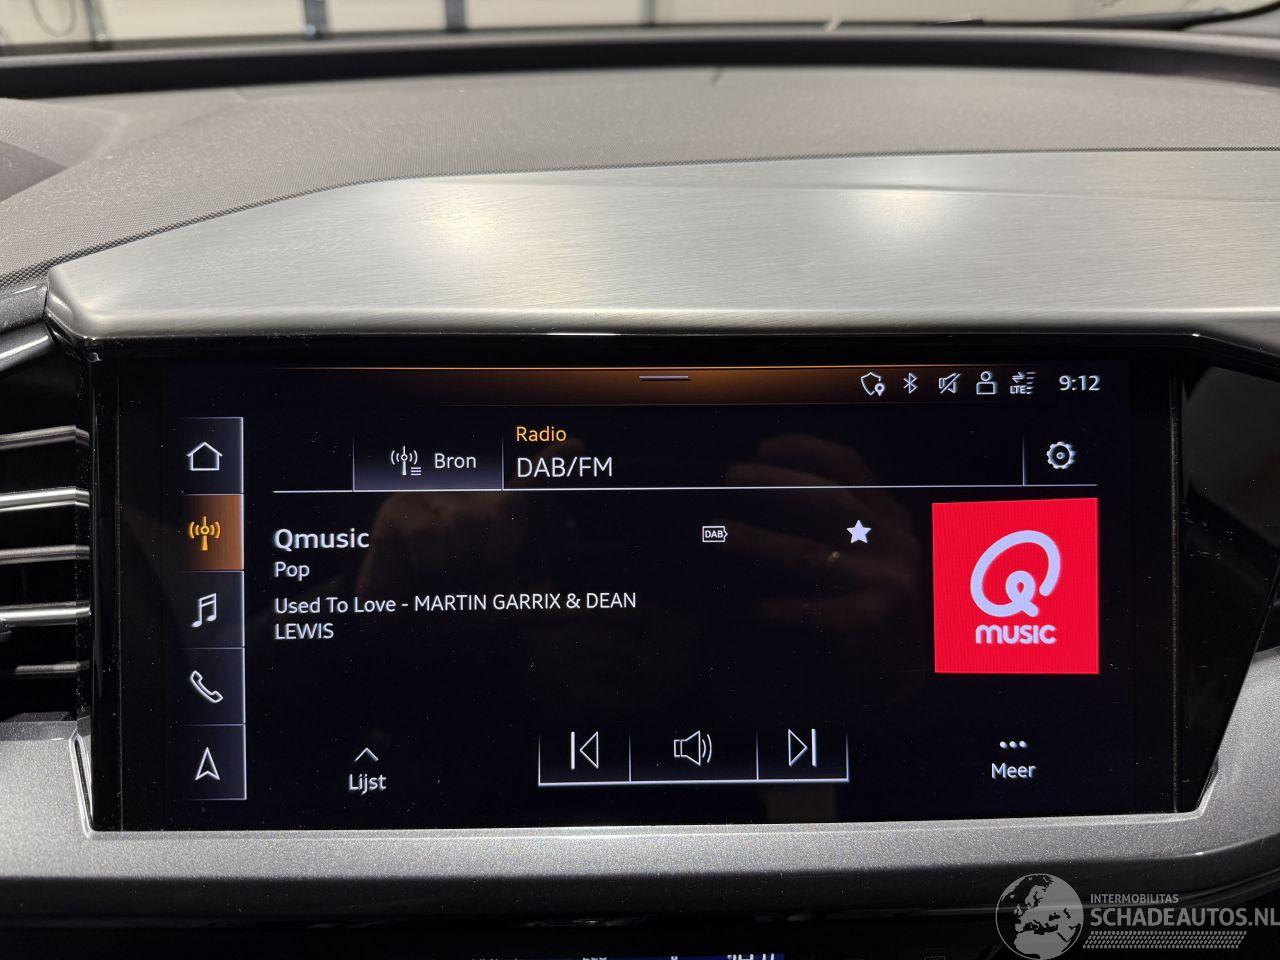 LTE
9:12
Radio
Bron
DAB/FM
Qmusic
DAB
Pop
Used To Love - MARTIN GARRIX & DEAN
LEWIS
Q
music
Lijst
Meer
INTERMOBILITAS
SCHADEAUTOS.NL